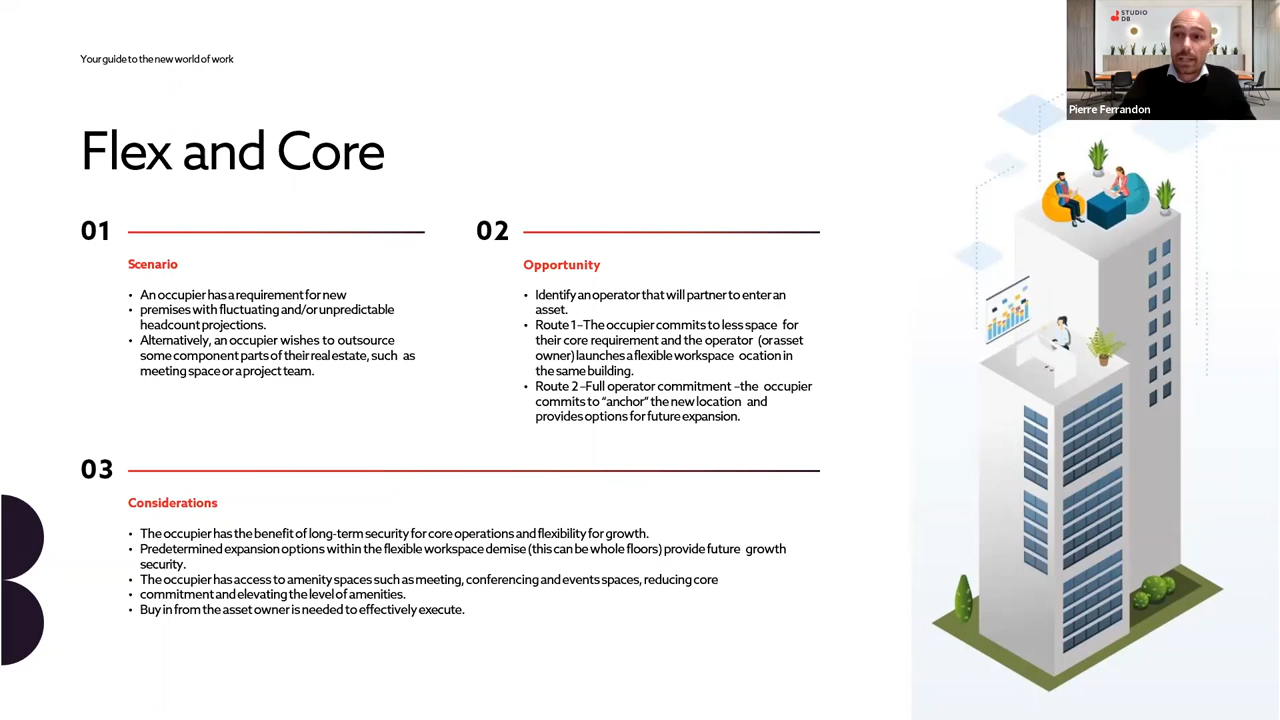 Your guide to the new world of work
STUDIO
DB
Pierre Ferrandon
Flex and Core
01
Scenario
• An occupier has a requirement for new
• premises with fluctuating and/or unpredictable
headcount projections.
• Alternatively, an occupier wishes to outsource
some component parts of their real estate, such as
meeting space or a project team.
02
Opportunity
• Identify an operator that will partner to enter an
asset.
• Route 1–The occupier commits to less space for
their core requirement and the operator (or asset
owner) launches a flexible workspace ocation in
the same building.
• Route 2–Full operator commitment –the occupier
commits to “anchor” the new location and
provides options for future expansion.
03
Considerations
• The occupier has the benefit of long-term security for core operations and flexibility for growth.
• Predetermined expansion options within the flexible workspace demise (this can be whole floors) provide future growth
security.
• The occupier has access to amenity spaces such as meeting, conferencing and events spaces, reducing core
• commitment and elevating the level of amenities.
• Buy in from the asset owner is needed to effectively execute.